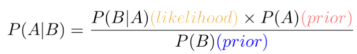 P(A|B) = P(B|A)(likelihood) × P(A)(prior) / P(B)(prior)